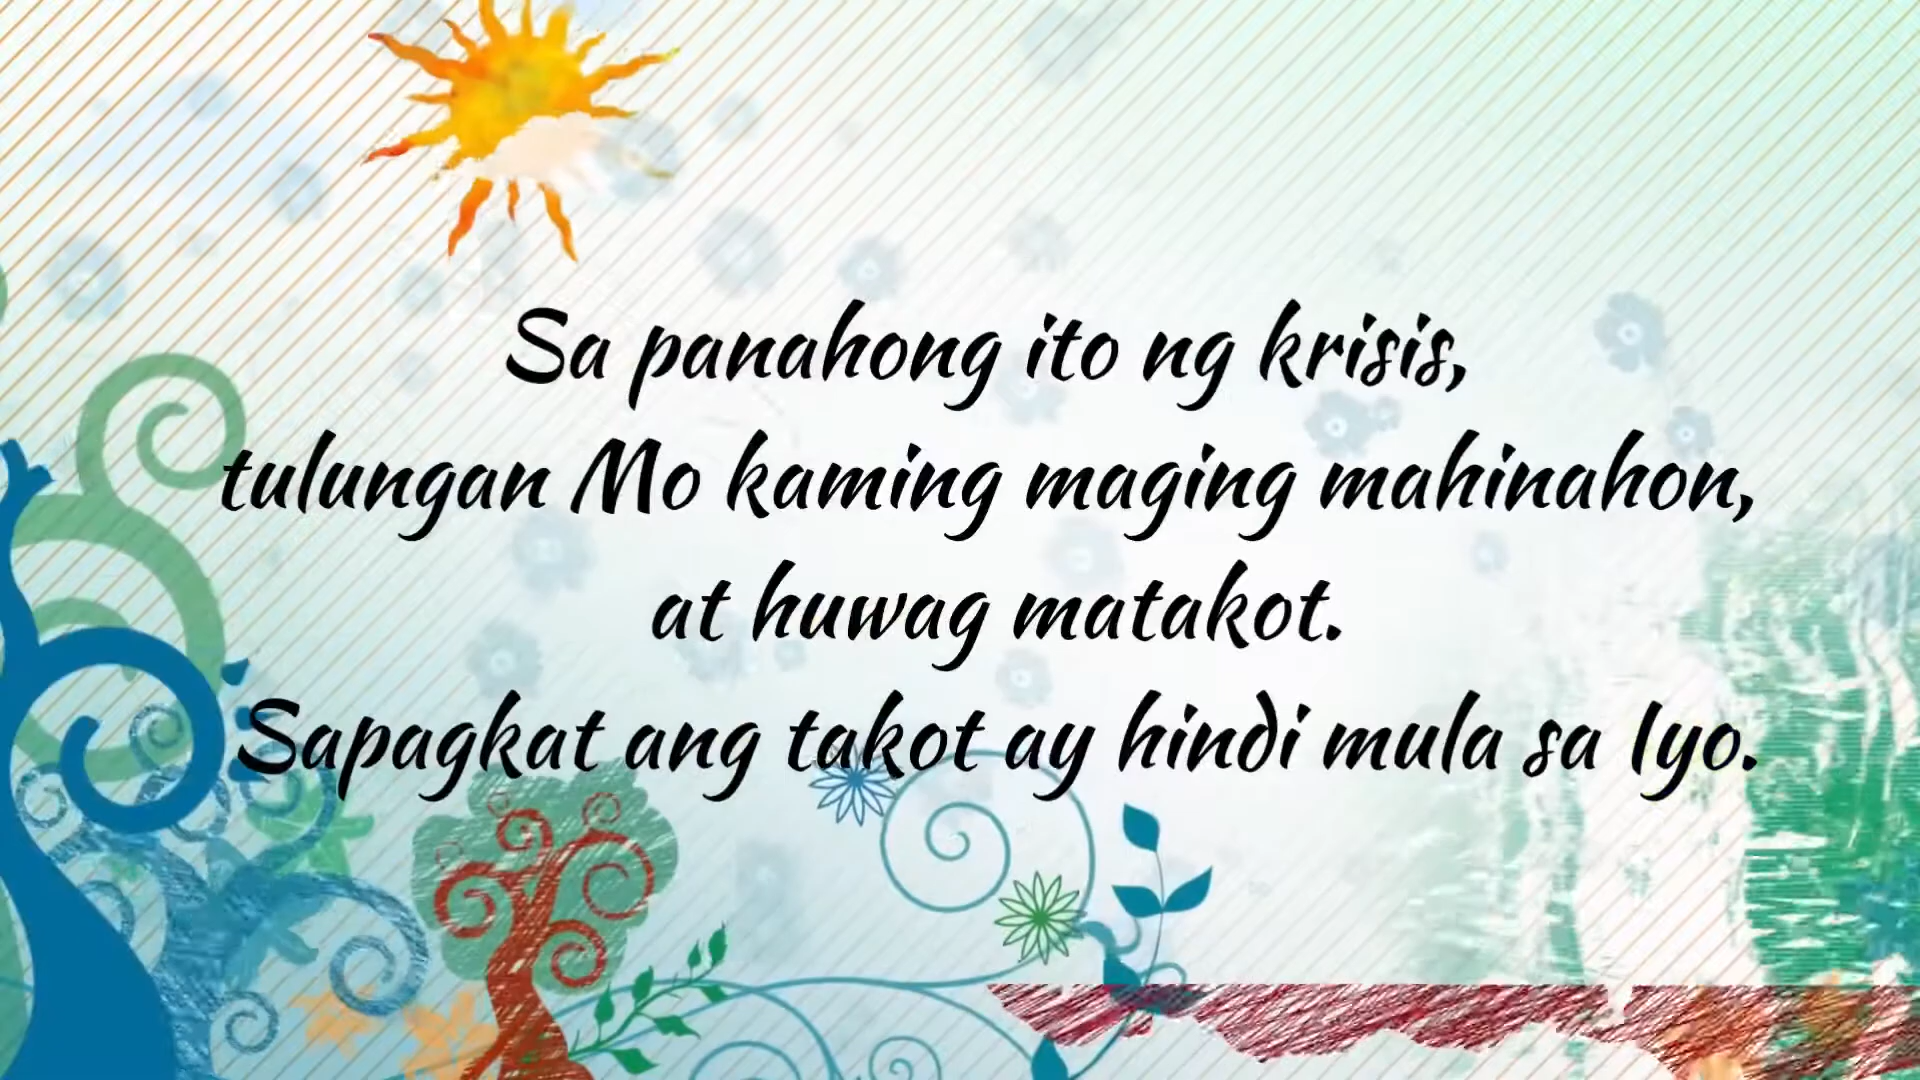 Sa panahong ito ng krisis,
tulungan Mo kaming maging mahinahon,
at huwag matakot.
Sapagkat ang takot ay hindi mula sa Iyo.